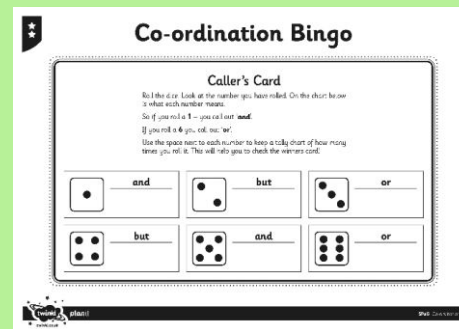 Co-ordination Bingo
Caller's Card
Roll the dice. Look at the number you have rolled. On the chart below
is what each number means.
So if you roll a 1 – you call out 'and'.
If you roll a 6 you call out 'or'.
Use the space next to each number to keep a tally chart of how many
times you roll it. This will help you to check the winners card!
and
but
or
but
and
or
twinkl
planit